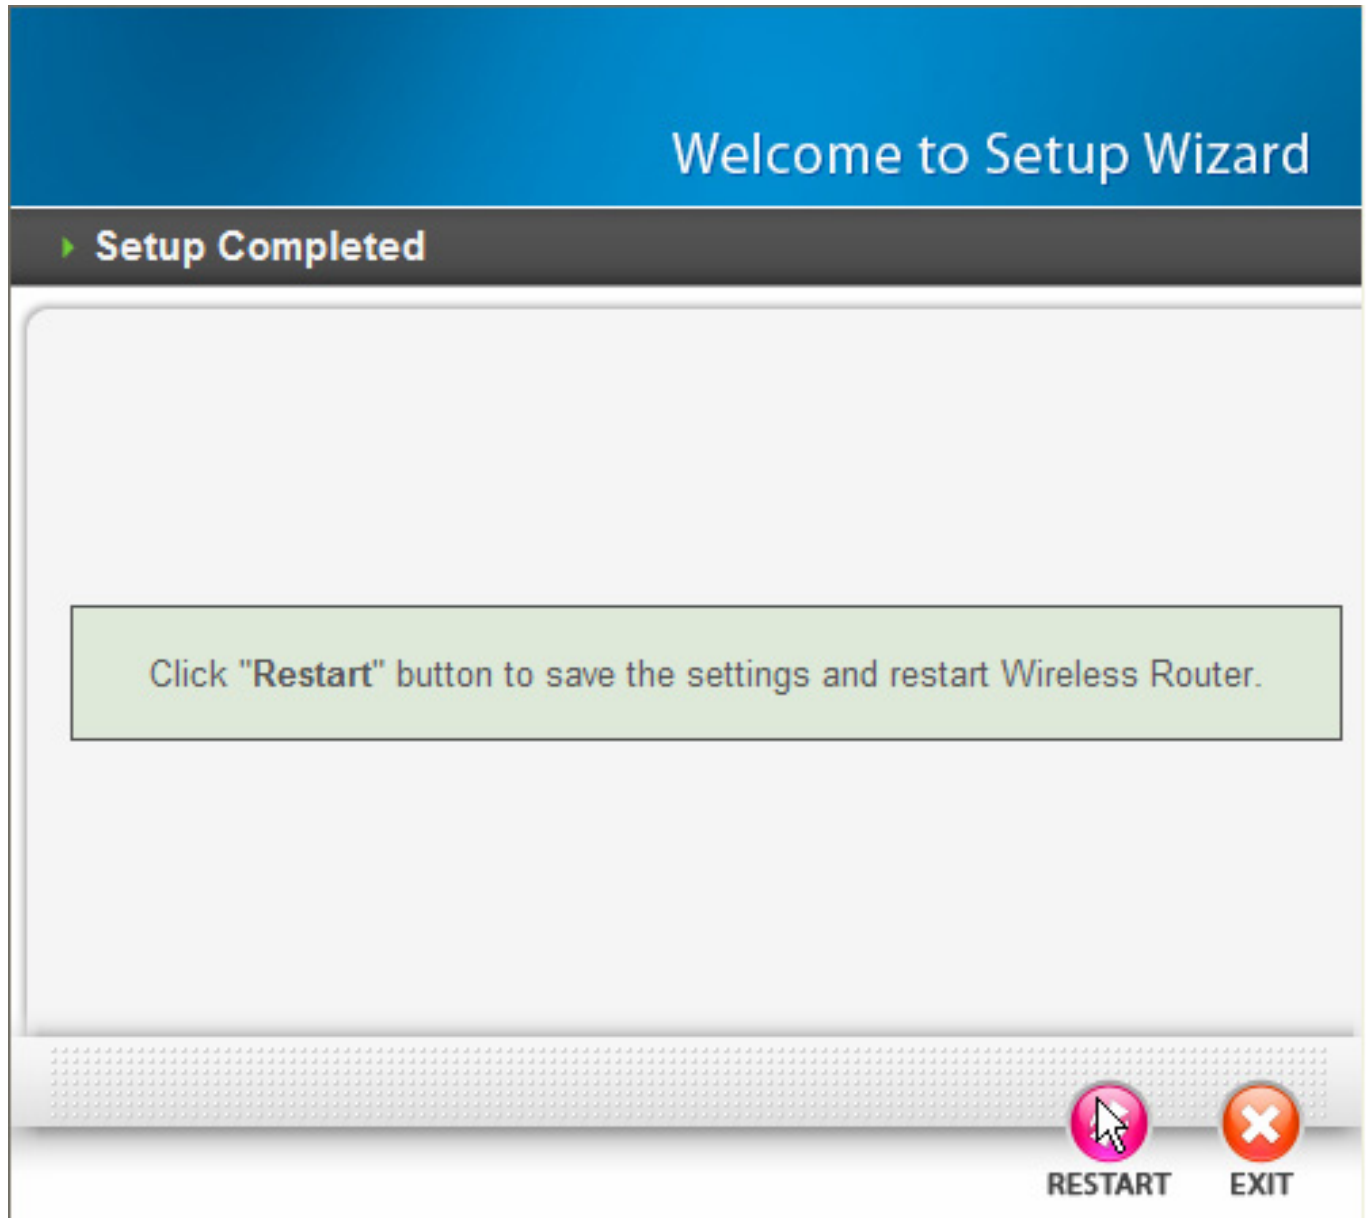 Welcome to Setup Wizard
Setup Completed
Click "Restart" button to save the settings and restart Wireless Router.
RESTART
EXIT